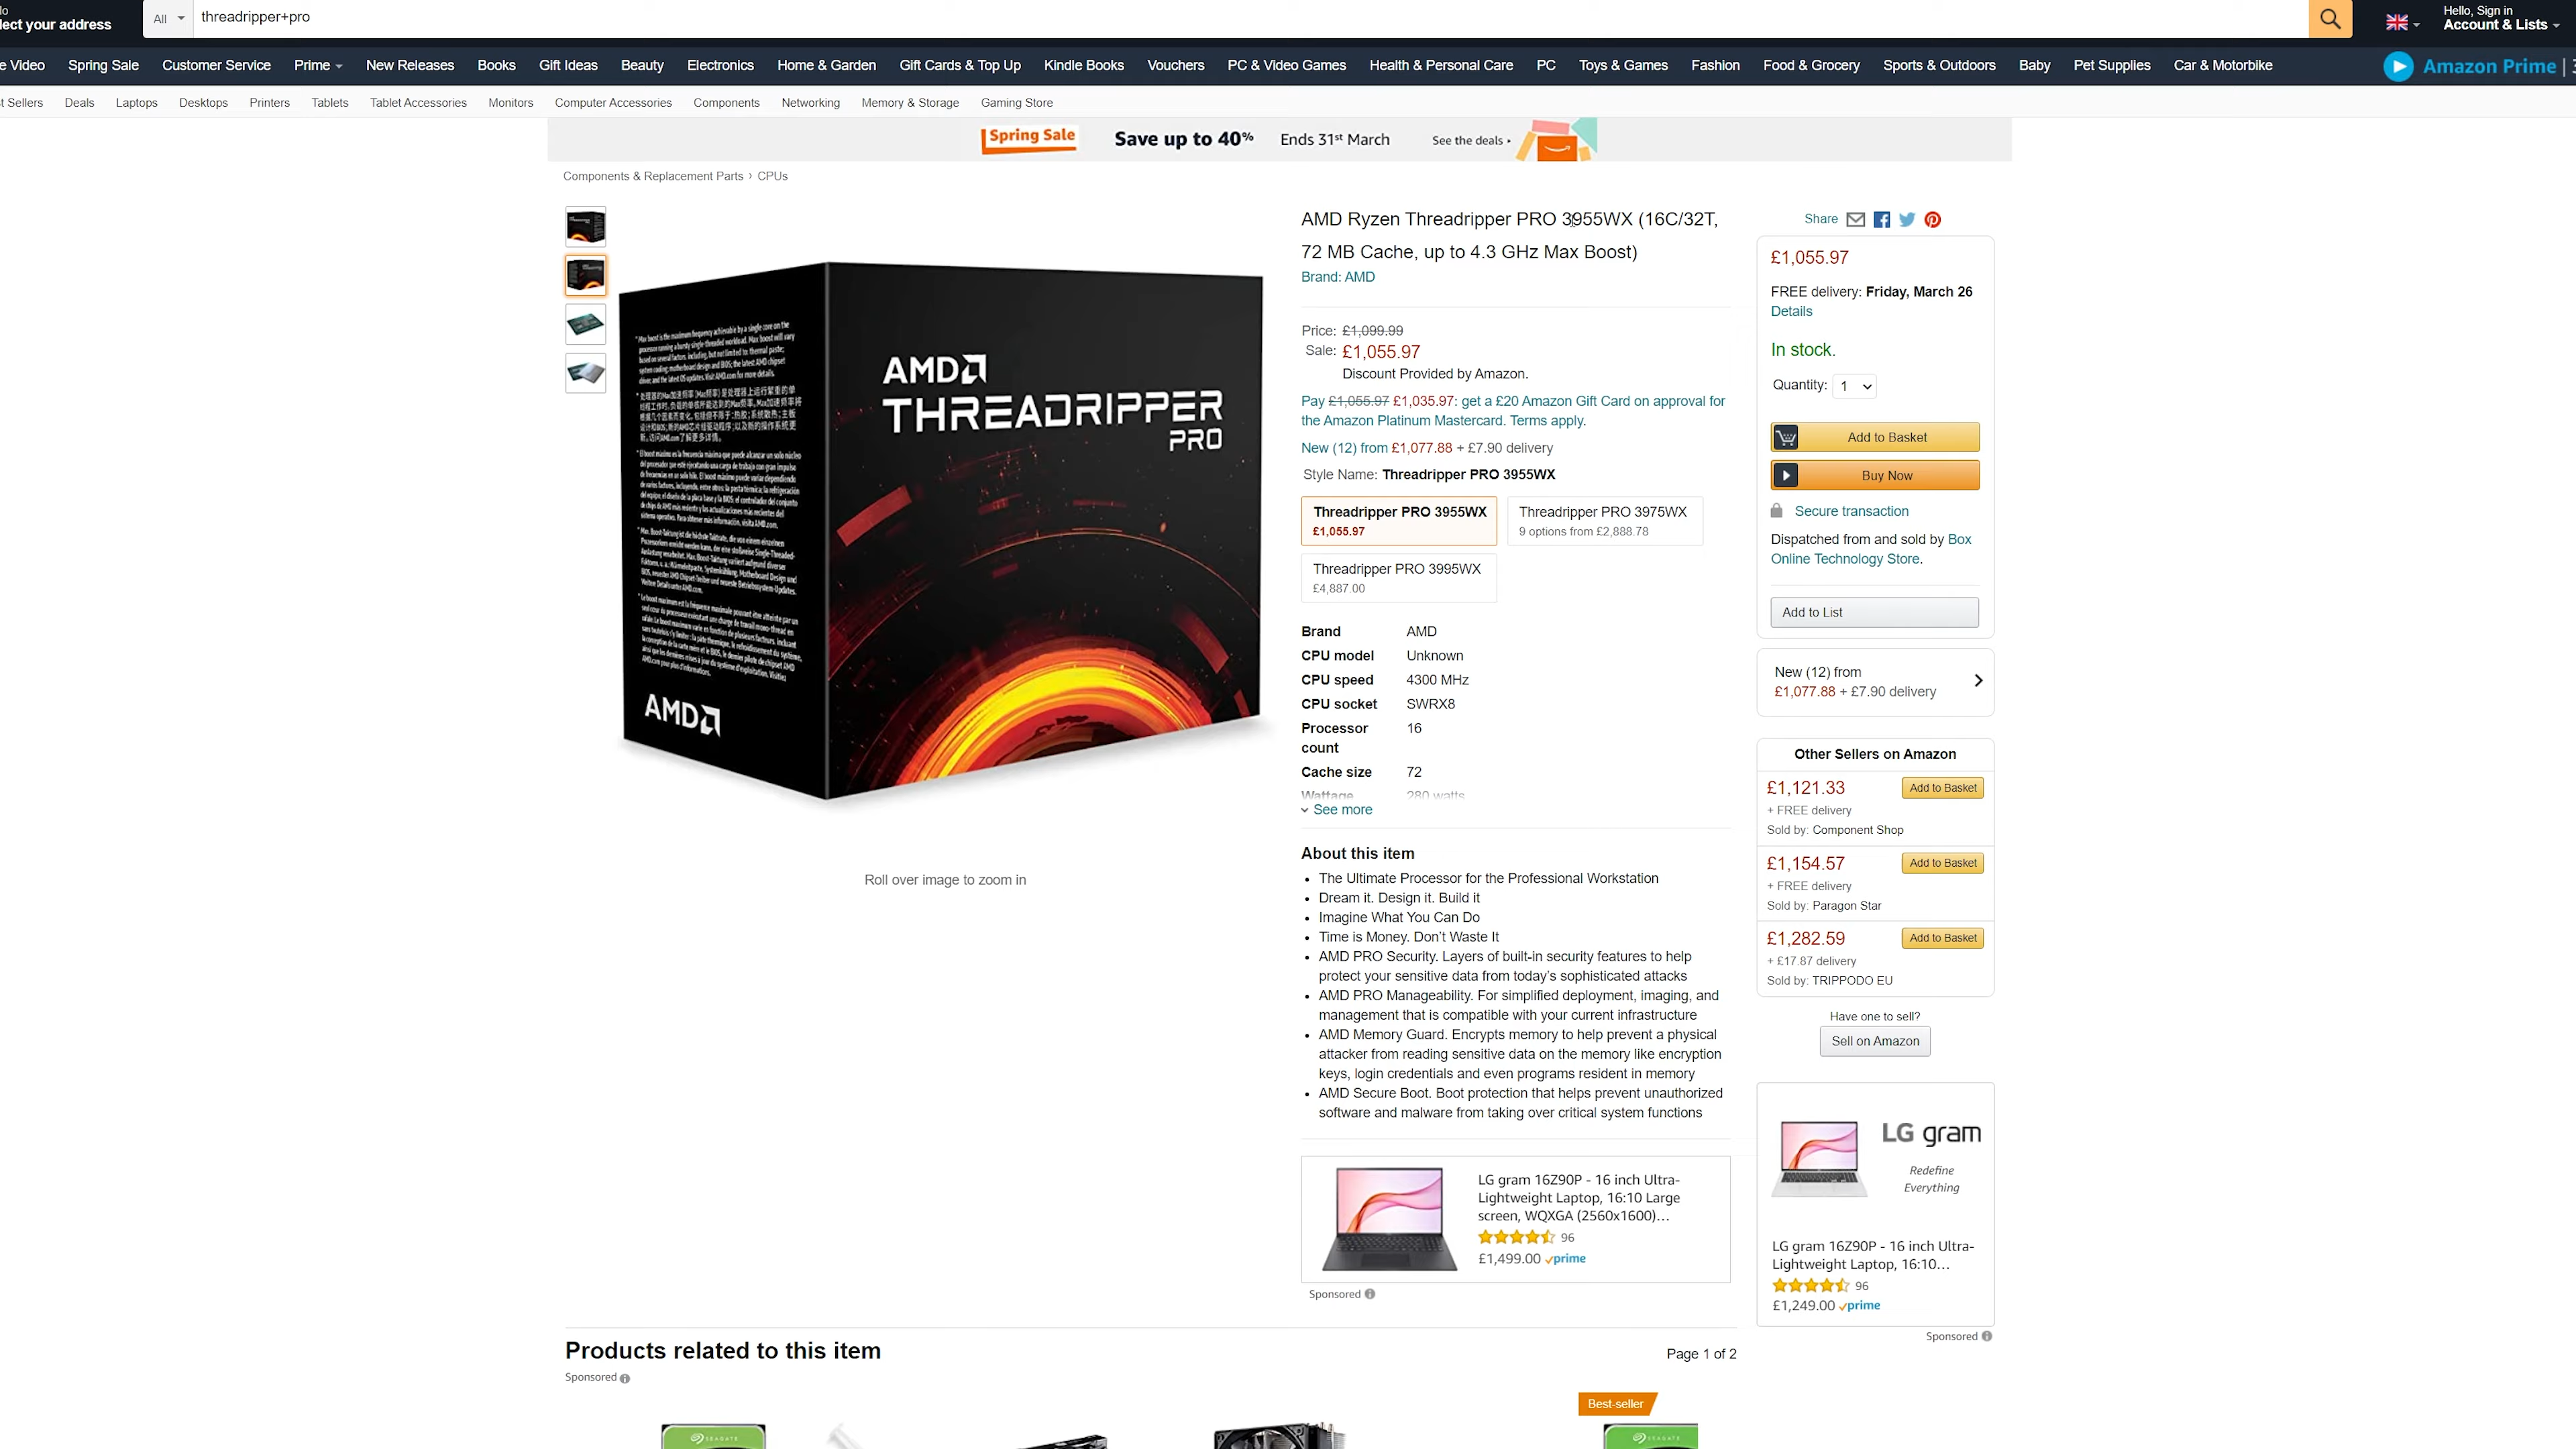 lo
lect your address
All
threadripper+pro
Hello, Sign in
Account & Lists
e Video
Spring Sale
Customer Service
Prime
New Releases
Books
Gift Ideas
Beauty
Electronics
Home & Garden
Gift Cards & Top Up
Kindle Books
Vouchers
PC & Video Games
Health & Personal Care
PC
Toys & Games
Fashion
Food & Grocery
Sports & Outdoors
Baby
Pet Supplies
Car & Motorbike
Amazon Prime |
t Sellers
Deals
Laptops
Desktops
Printers
Tablets
Tablet Accessories
Monitors
Computer Accessories
Components
Networking
Memory & Storage
Gaming Store
Spring Sale
Save up to 40%
Ends 31st March
See the deals
Components & Replacement Parts › CPUs
AMD
THREADRIPPER
PRO
AMD
Roll over image to zoom in
AMD Ryzen Threadripper PRO 3955WX (16C/32T,
72 MB Cache, up to 4.3 GHz Max Boost)
Brand: AMD
Price: £1,099.99
Sale: £1,055.97
Discount Provided by Amazon.
Pay £1,055.97 £1,035.97: get a £20 Amazon Gift Card on approval for
the Amazon Platinum Mastercard. Terms apply.
New (12) from £1,077.88 + £7.90 delivery
Style Name: Threadripper PRO 3955WX
Threadripper PRO 3955WX
£1,055.97
Threadripper PRO 3975WX
9 options from £2,888.78
Threadripper PRO 3995WX
£4,887.00
Brand AMD
CPU model Unknown
CPU speed 4300 MHz
CPU socket SWRX8
Processor 16
count
Cache size 72
Wattage 280 watts
See more
About this item
The Ultimate Processor for the Professional Workstation
Dream it. Design it. Build it
Imagine What You Can Do
Time is Money. Don't Waste It
AMD PRO Security. Layers of built-in security features to help
protect your sensitive data from today's sophisticated attacks
AMD PRO Manageability. For simplified deployment, imaging, and
management that is compatible with your current infrastructure
AMD Memory Guard. Encrypts memory to help prevent a physical
attacker from reading sensitive data on the memory like encryption
keys, login credentials and even programs resident in memory
AMD Secure Boot. Boot protection that helps prevent unauthorized
software and malware from taking over critical system functions
LG gram 16Z90P - 16 inch Ultra-
Lightweight Laptop, 16:10 Large
screen, WQXGA (2560x1600)...
96
£1,499.00 prime
Sponsored
Share
£1,055.97
FREE delivery: Friday, March 26
Details
In stock.
Quantity: 1
Add to Basket
Buy Now
Secure transaction
Dispatched from and sold by Box
Online Technology Store.
Add to List
New (12) from
£1,077.88 + £7.90 delivery
Other Sellers on Amazon
£1,121.33
Add to Basket
+ FREE delivery
Sold by: Component Shop
£1,154.57
Add to Basket
+ FREE delivery
Sold by: Paragon Star
£1,282.59
Add to Basket
+ £17.87 delivery
Sold by: TRIPPODO EU
Have one to sell?
Sell on Amazon
LG gram
Redefine
Everything
LG gram 16Z90P - 16 inch Ultra-
Lightweight Laptop, 16:10...
96
£1,249.00 prime
Sponsored
Products related to this item
Page 1 of 2
Sponsored
Best-seller
SEAGATE
SEAGATE